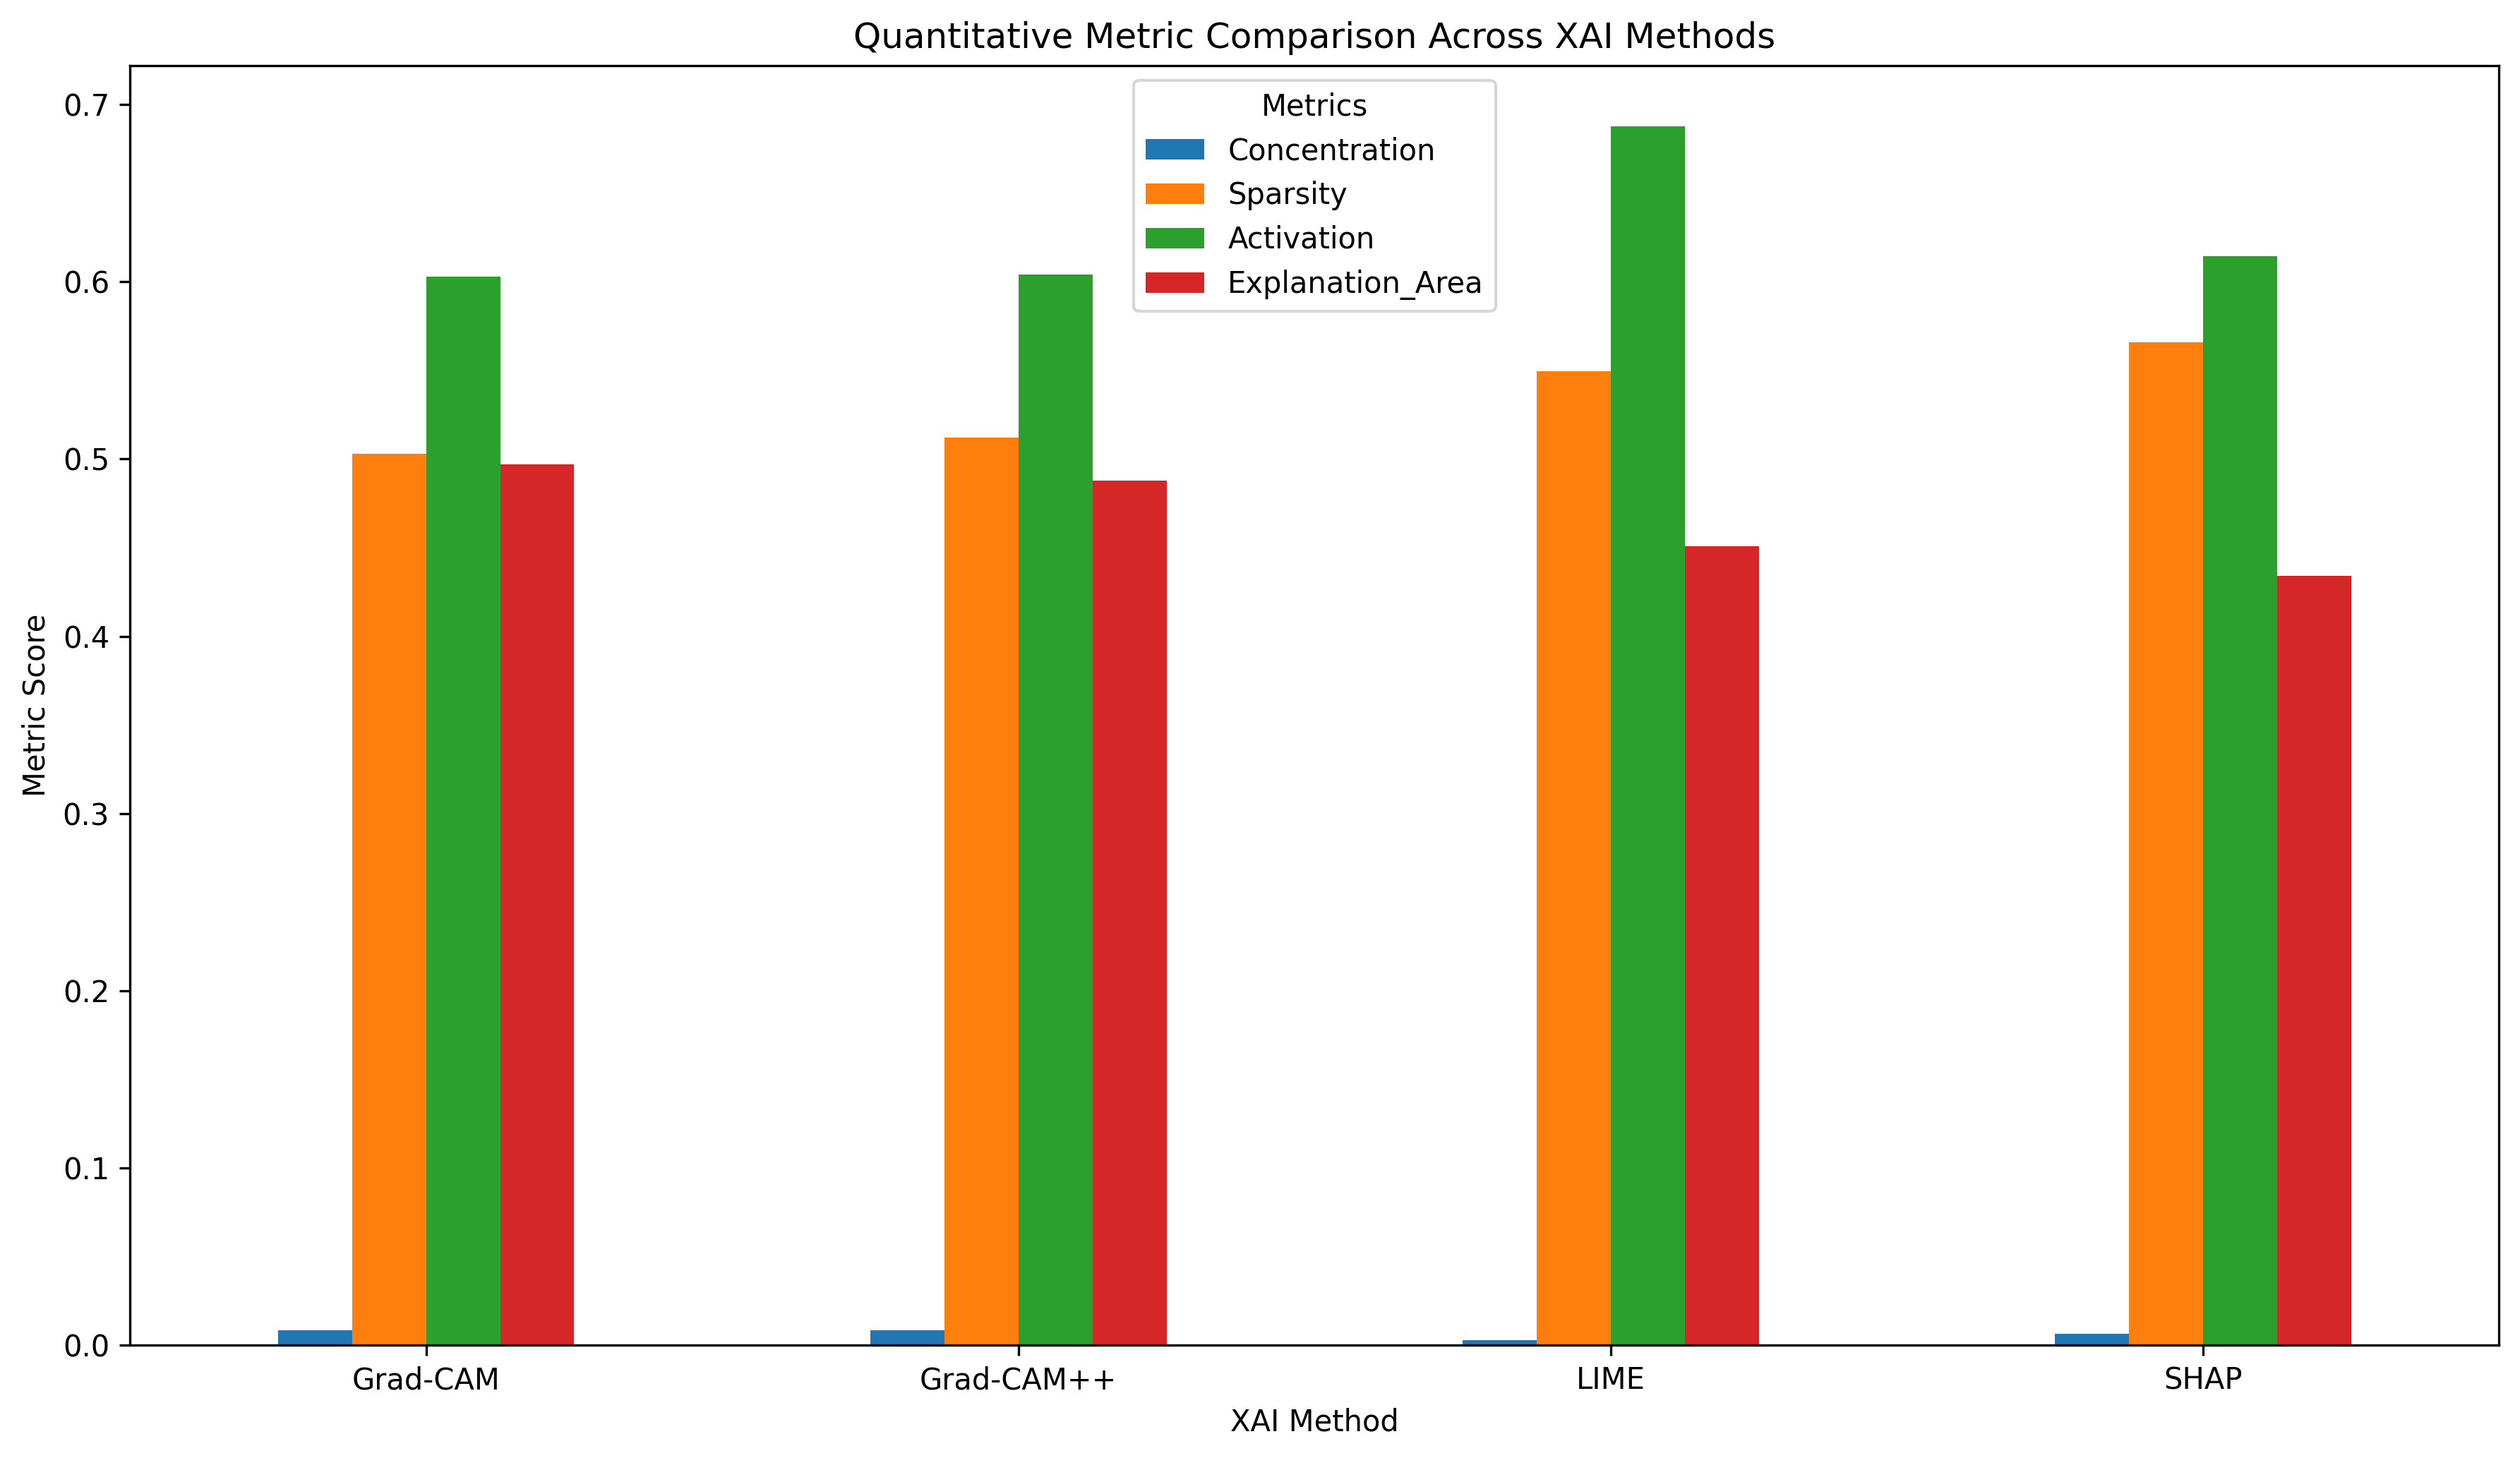 Quantitative Metric Comparison Across XAI Methods
Metrics
Concentration
Sparsity
Activation
Explanation_Area
Metric Score
0.7
0.6
0.5
0.4
0.3
0.2
0.1
0.0
Grad-CAM
Grad-CAM++
LIME
SHAP
XAI Method